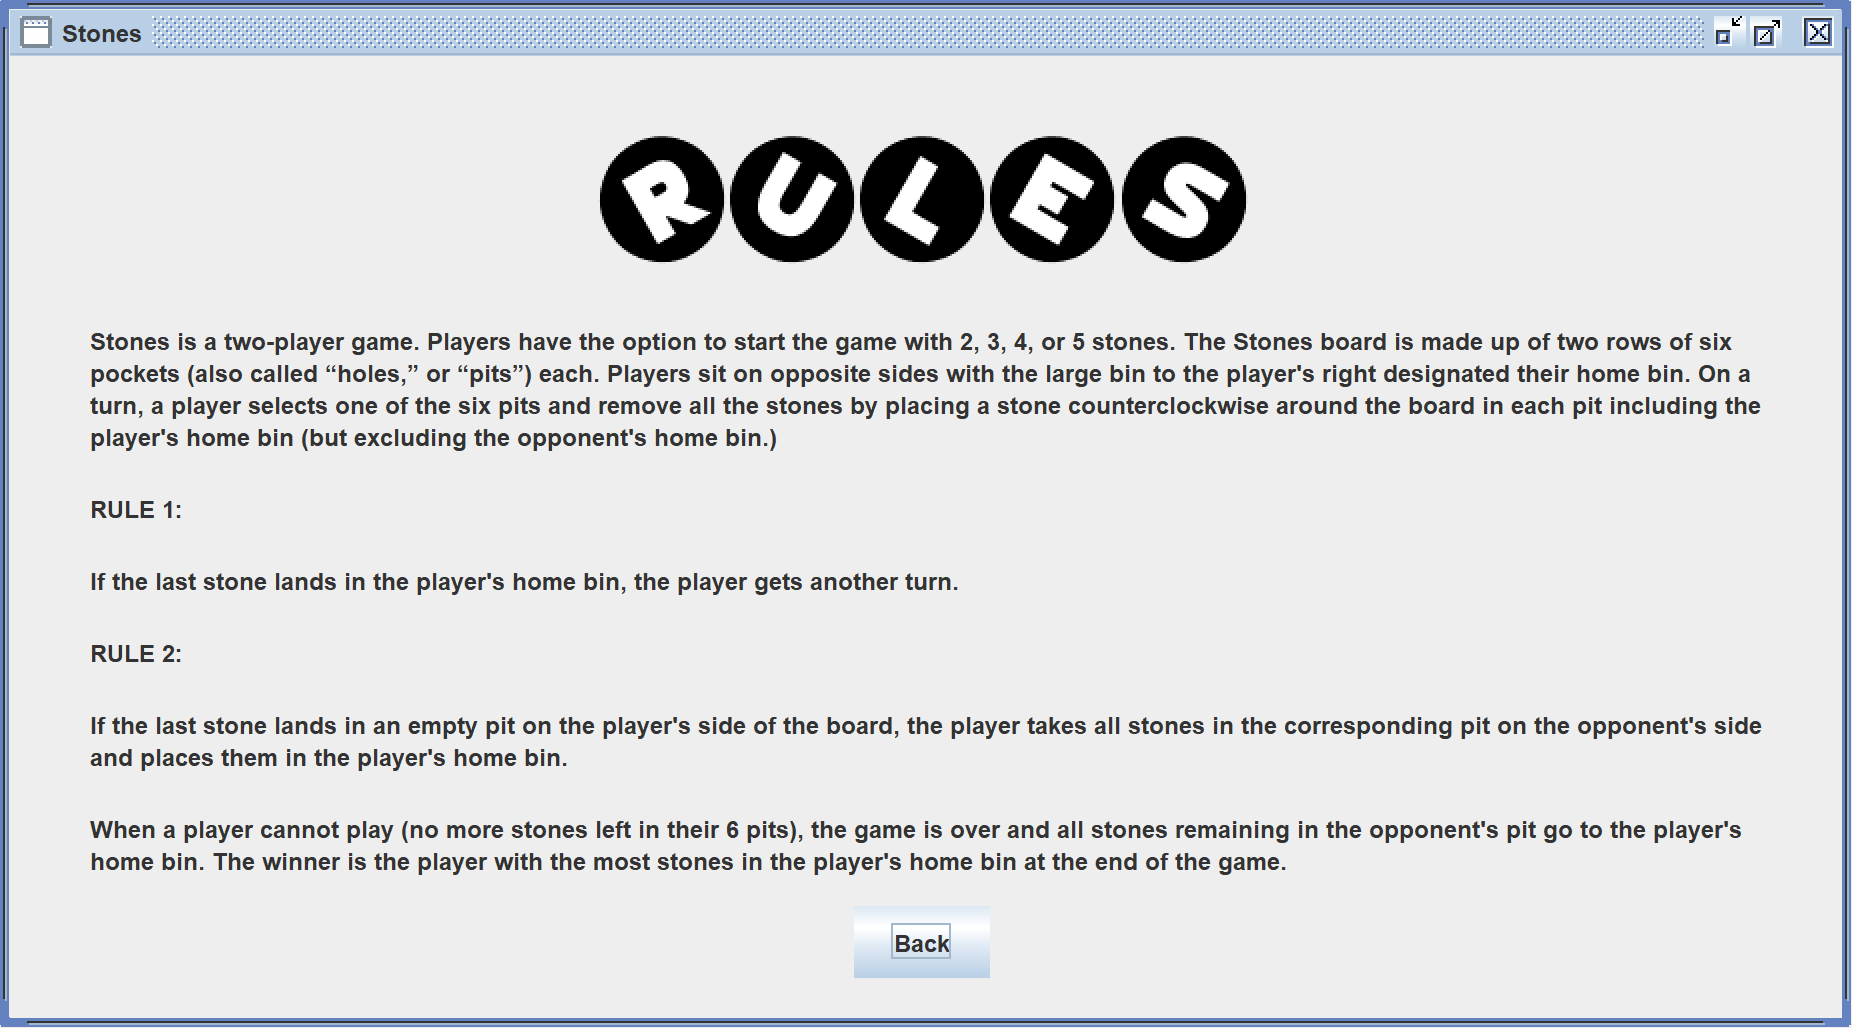 Stones
RULES
Stones is a two-player game. Players have the option to start the game with 2, 3, 4, or 5 stones. The Stones board is made up of two rows of six
pockets (also called “holes,” or “pits”) each. Players sit on opposite sides with the large bin to the player's right designated their home bin. On a
turn, a player selects one of the six pits and remove all the stones by placing a stone counterclockwise around the board in each pit including the
player's home bin (but excluding the opponent's home bin.)
RULE 1:
If the last stone lands in the player's home bin, the player gets another turn.
RULE 2:
If the last stone lands in an empty pit on the player's side of the board, the player takes all stones in the corresponding pit on the opponent's side
and places them in the player's home bin.
When a player cannot play (no more stones left in their 6 pits), the game is over and all stones remaining in the opponent's pit go to the player's
home bin. The winner is the player with the most stones in the player's home bin at the end of the game.
Back